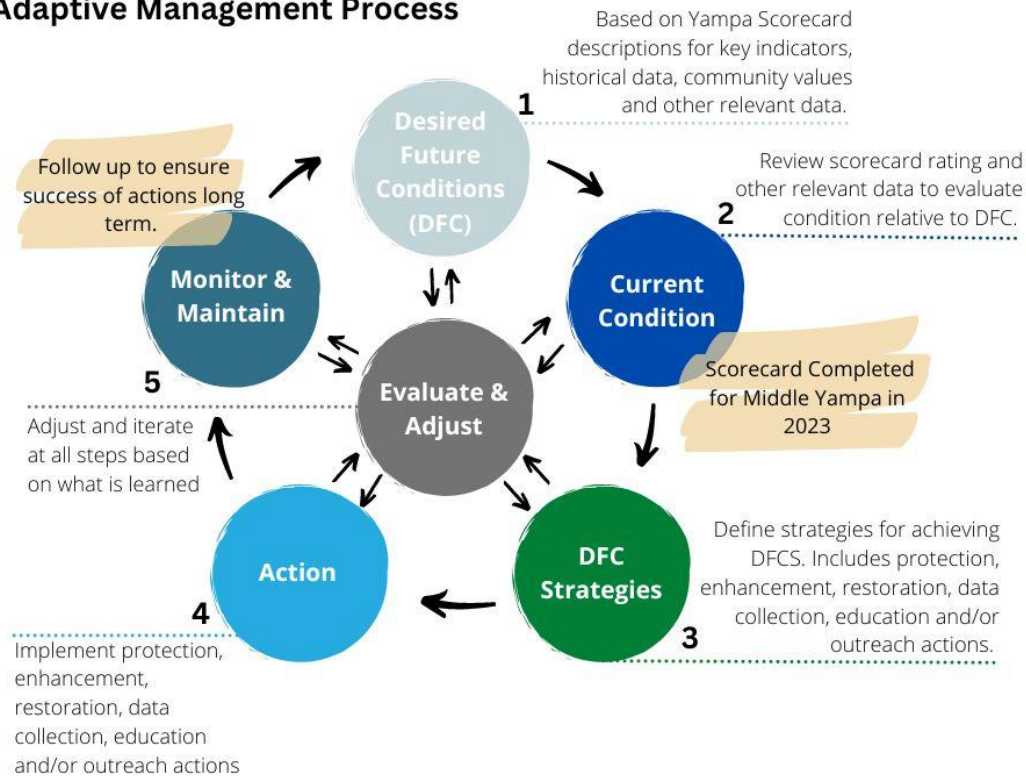 Adaptive Management Process
Based on Yampa Scorecard
descriptions for key indicators,
historical data, community values
and other relevant data.
1
Desired
Future
Conditions
(DFC)
Review scorecard rating and
other relevant data to evaluate
condition relative to DFC.
2
Current
Condition
Scorecard Completed
for Middle Yampa in
2023
Follow up to ensure
success of actions long
term.
Monitor &
Maintain
5
Evaluate &
Adjust
Adjust and iterate
at all steps based
on what is learned
DFC
Strategies
3
Define strategies for achieving
DFCS. Includes protection,
enhancement, restoration, data
collection, education and/or
outreach actions.
Action
4
Implement protection,
enhancement,
restoration, data
collection, education
and/or outreach actions